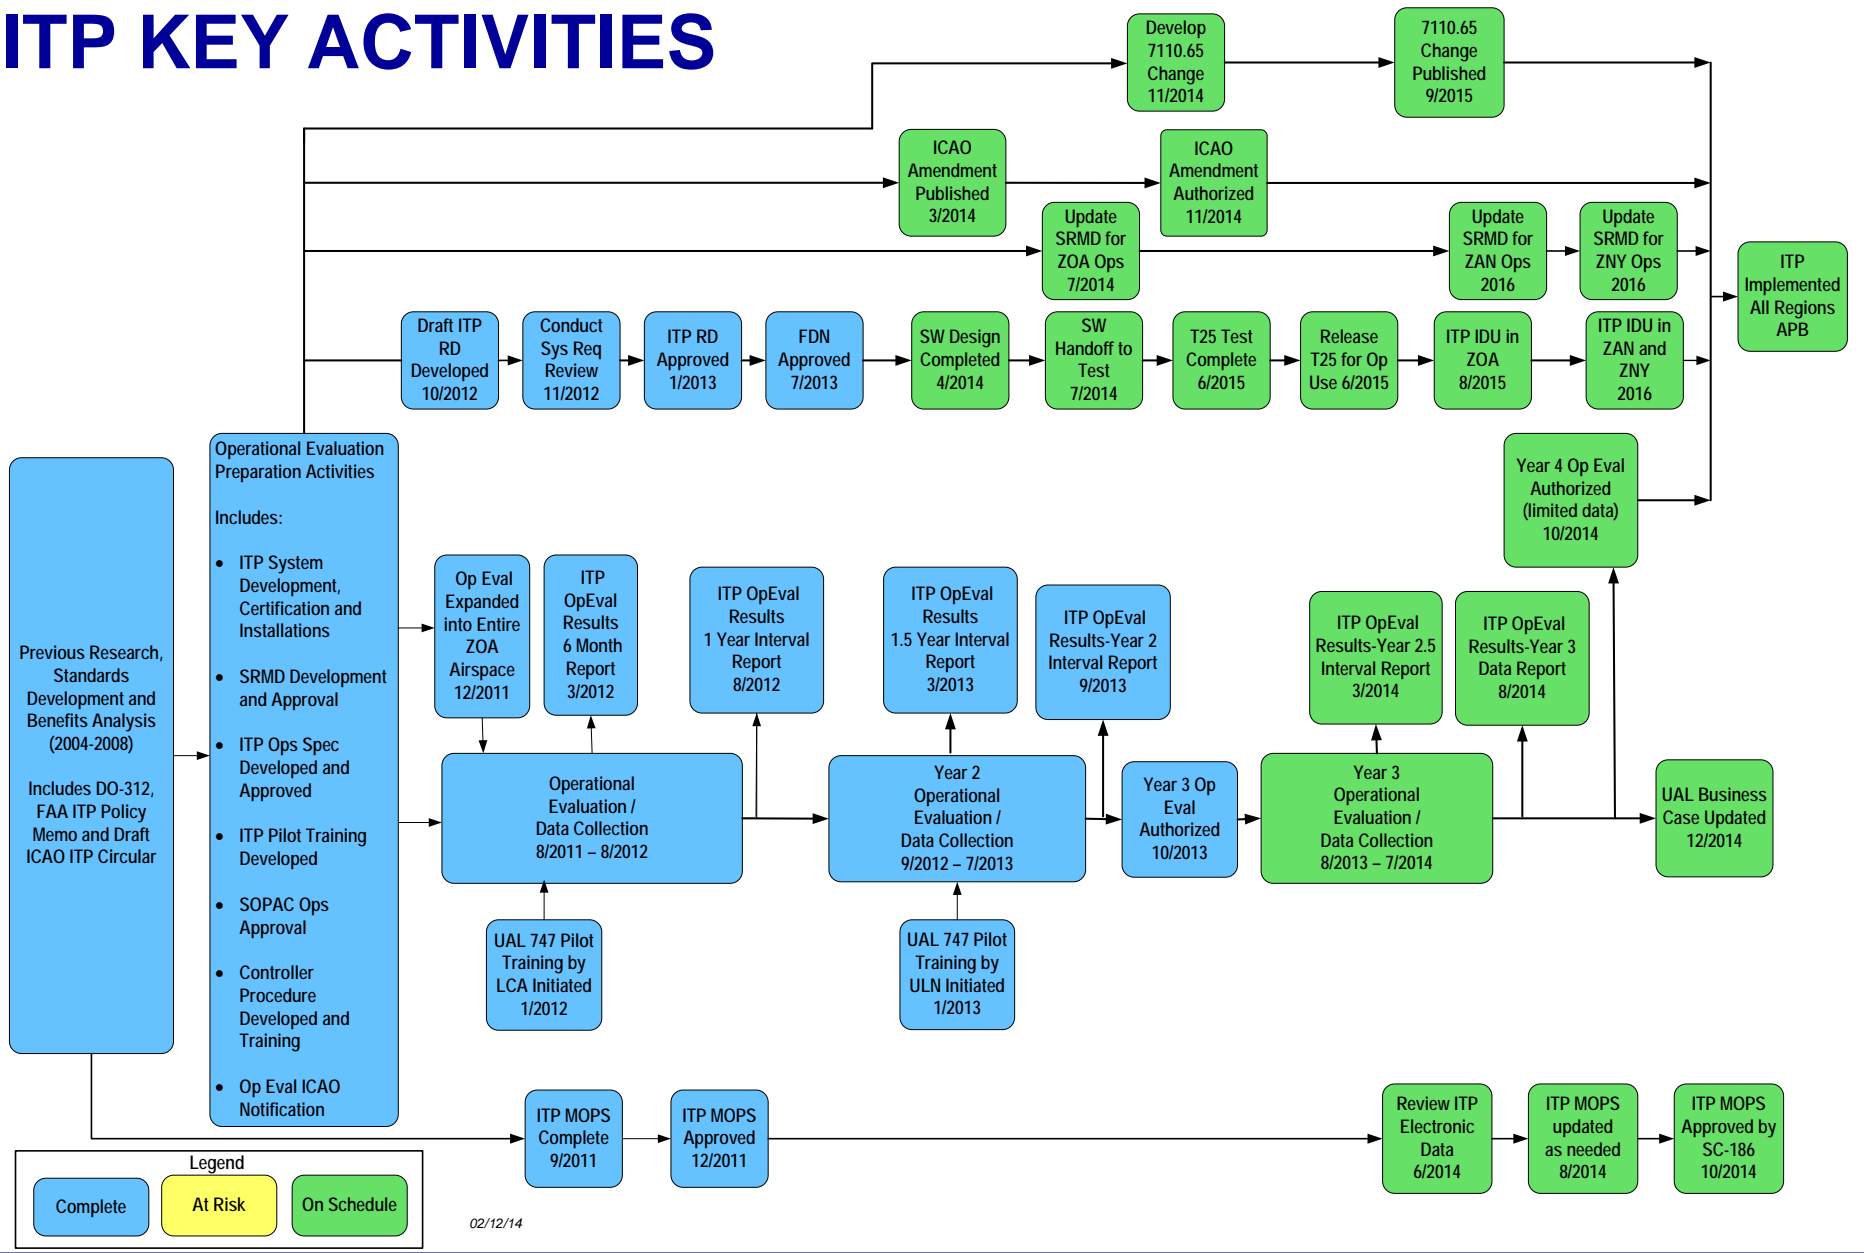 ITP KEY ACTIVITIES
Develop
7110.65
Change
11/2014
7110.65
Change
Published
9/2015
ICAO
Amendment
Published
3/2014
ICAO
Amendment
Authorized
11/2014
Update
SRMD for
ZOA Ops
7/2014
Update
SRMD for
ZAN Ops
2016
Update
SRMD for
ZNY Ops
2016
ITP
Implemented
All Regions
APB
Draft ITP
RD
Developed
10/2012
Conduct
Sys Req
Review
11/2012
ITP RD
Approved
1/2013
FDN
Approved
7/2013
SW Design
Completed
4/2014
SW
Handoff to
Test
7/2014
T25 Test
Complete
6/2015
Release
T25 for Op
Use 6/2015
ITP IDU in
ZOA
8/2015
ITP IDU in
ZAN and
ZNY
2016
Previous Research,
Standards
Development and
Benefits Analysis
(2004-2008)
Includes DO-312,
FAA ITP Policy
Memo and Draft
ICAO ITP Circular
Operational Evaluation
Preparation Activities
Includes:
• ITP System
Development,
Certification and
Installations
• SRMD Development
and Approval
• ITP Ops Spec
Developed and
Approved
• ITP Pilot Training
Developed
• SOPAC Ops
Approval
• Controller
Procedure
Developed and
Training
• Op Eval ICAO
Notification
Year 4 Op Eval
Authorized
(limited data)
10/2014
Op Eval
Expanded
into Entire
ZOA
Airspace
12/2011
ITP
OpEval
Results
6 Month
Report
3/2012
ITP OpEval
Results
1 Year Interval
Report
8/2012
ITP OpEval
Results
1.5 Year Interval
Report
3/2013
ITP OpEval
Results-Year 2
Interval Report
9/2013
ITP OpEval
Results-Year 2.5
Interval Report
3/2014
ITP OpEval
Results-Year 3
Data Report
8/2014
Operational
Evaluation /
Data Collection
8/2011 – 8/2012
Year 2
Operational
Evaluation /
Data Collection
9/2012 – 7/2013
Year 3 Op
Eval
Authorized
10/2013
Year 3
Operational
Evaluation /
Data Collection
8/2013 – 7/2014
UAL Business
Case Updated
12/2014
UAL 747 Pilot
Training by
LCA Initiated
1/2012
UAL 747 Pilot
Training by
ULN Initiated
1/2013
ITP MOPS
Complete
9/2011
ITP MOPS
Approved
12/2011
Review ITP
Electronic
Data
6/2014
ITP MOPS
updated
as needed
8/2014
ITP MOPS
Approved by
SC-186
10/2014
Legend
Complete
At Risk
On Schedule
02/12/14